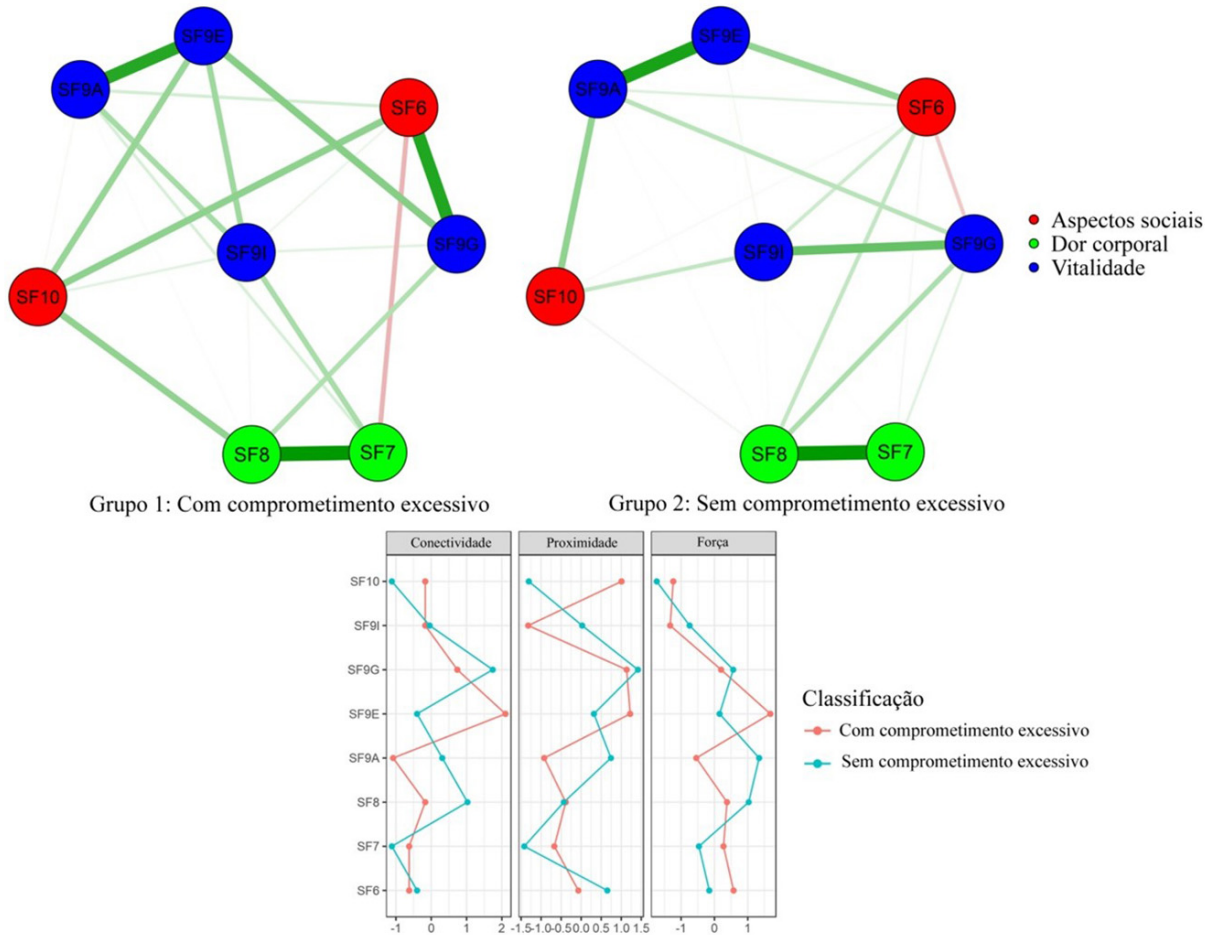 SF9E
SF9A
SF6
SF9I
SF9G
SF10
SF8
SF7
Grupo 1: Com comprometimento excessivo
SF9E
SF9A
SF6
SF9I
SF9G
SF10
SF8
SF7
Grupo 2: Sem comprometimento excessivo
Aspectos sociais
Dor corporal
Vitalidade
Conectividade
Proximidade
Força
SF10
SF9I
SF9G
SF9E
SF9A
SF8
SF7
SF6
-1 0 1 2
-1.5 -1.0 -0.5 0.0 0.5 1.0 1.5
-1 0 1
Classificação
Com comprometimento excessivo
Sem comprometimento excessivo